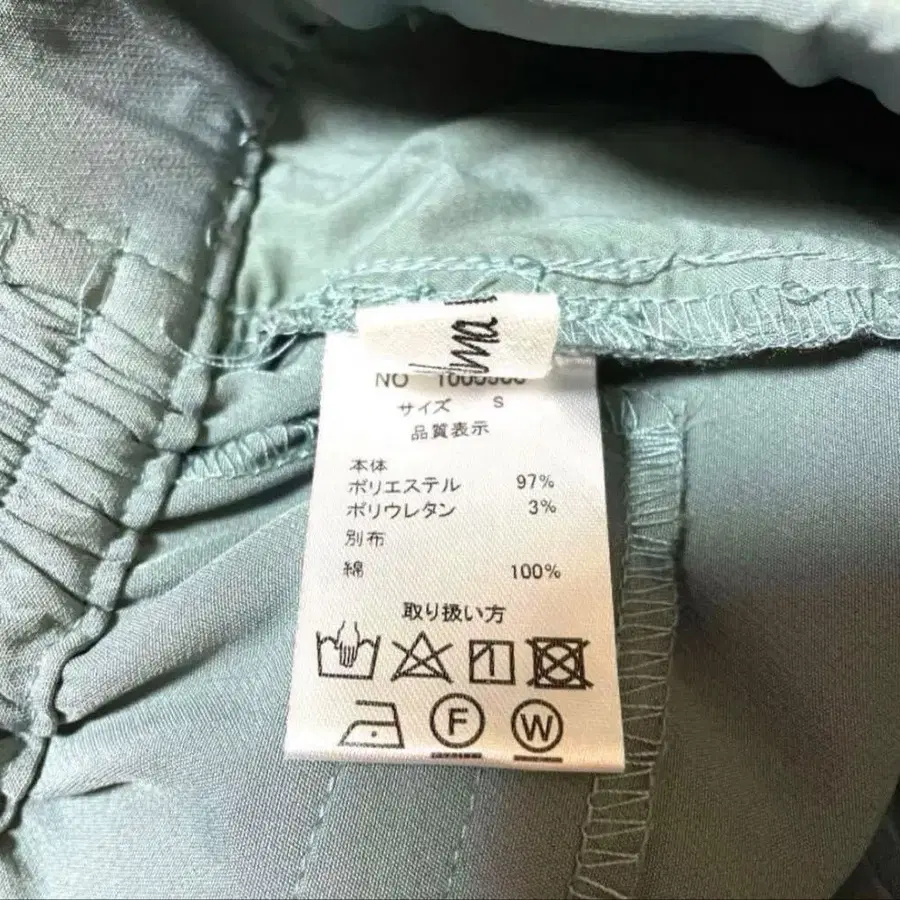 NO
サイズ S
品質表示
本体
ポリエステル 97%
ポリウレタン 3%
別布
綿 100%
取り扱い方
F
W